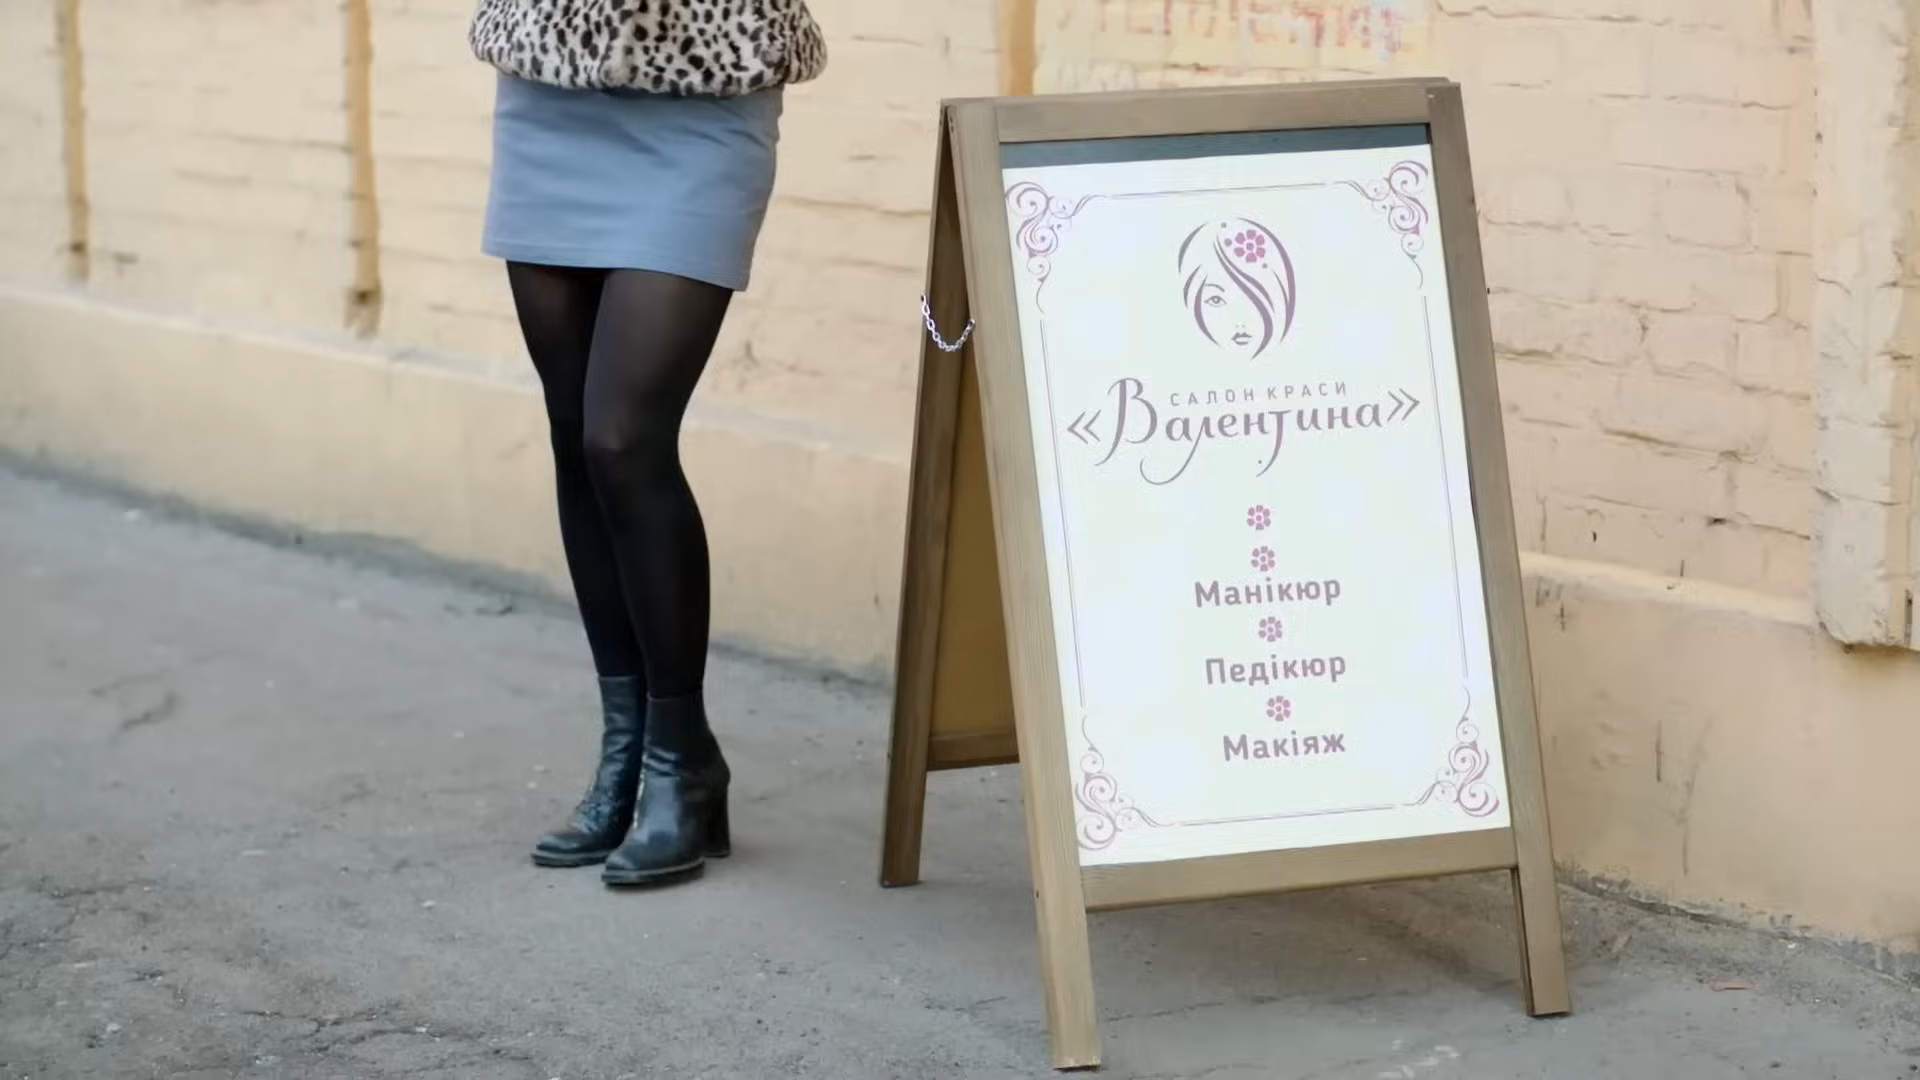 САЛОН КРАСИ
«Валентина»
Манікюр
Педікюр
Макіяж